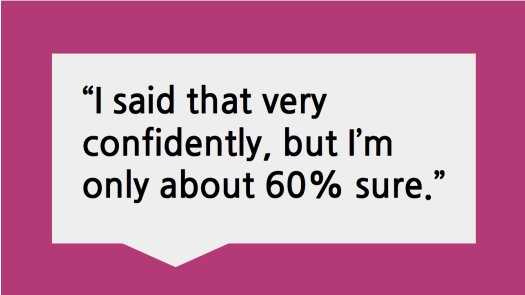 “I said that very
confidently, but I’m
only about 60% sure.”